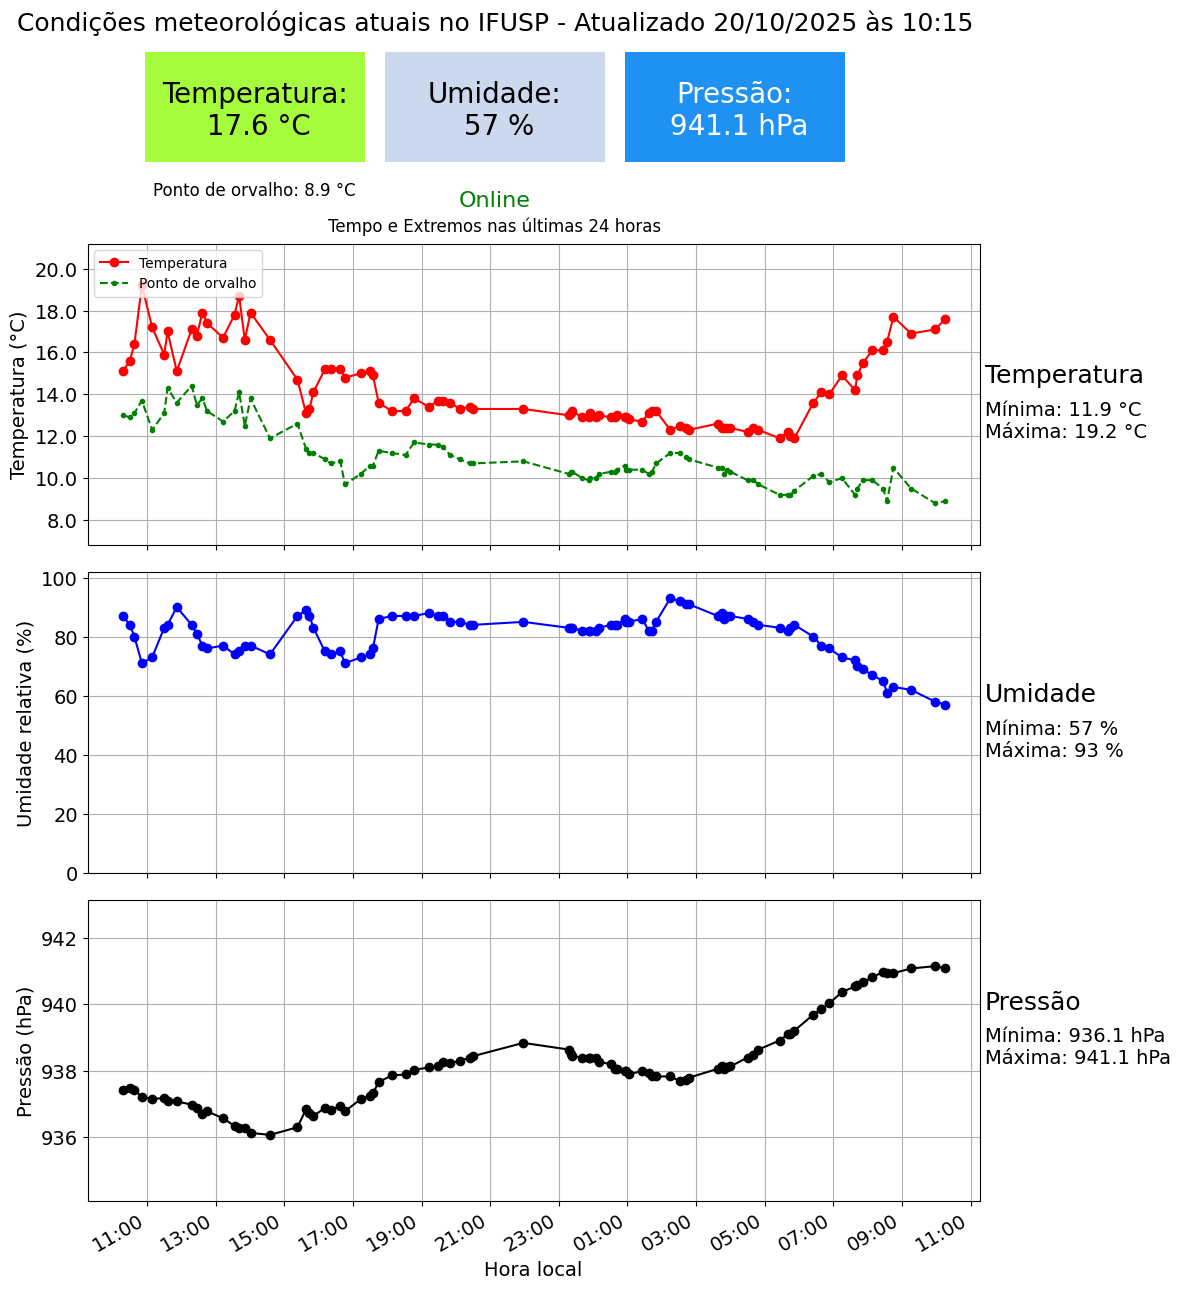 Condições meteorológicas atuais no IFUSP - Atualizado 20/10/2025 às 10:15
Temperatura:
17.6 °C
Umidade:
57 %
Pressão:
941.1 hPa
Ponto de orvalho: 8.9 °C
Online
Tempo e Extremos nas últimas 24 horas
Temperatura
Ponto de orvalho
Temperatura (°C)
20.0
18.0
16.0
14.0
12.0
10.0
8.0
Temperatura
Mínima: 11.9 °C
Máxima: 19.2 °C
Umidade relativa (%)
100
80
60
40
20
0
Umidade
Mínima: 57 %
Máxima: 93 %
Pressão (hPa)
942
940
938
936
Pressão
Mínima: 936.1 hPa
Máxima: 941.1 hPa
11:00 13:00 15:00 17:00 19:00 21:00 23:00 01:00 03:00 05:00 07:00 09:00 11:00
Hora local